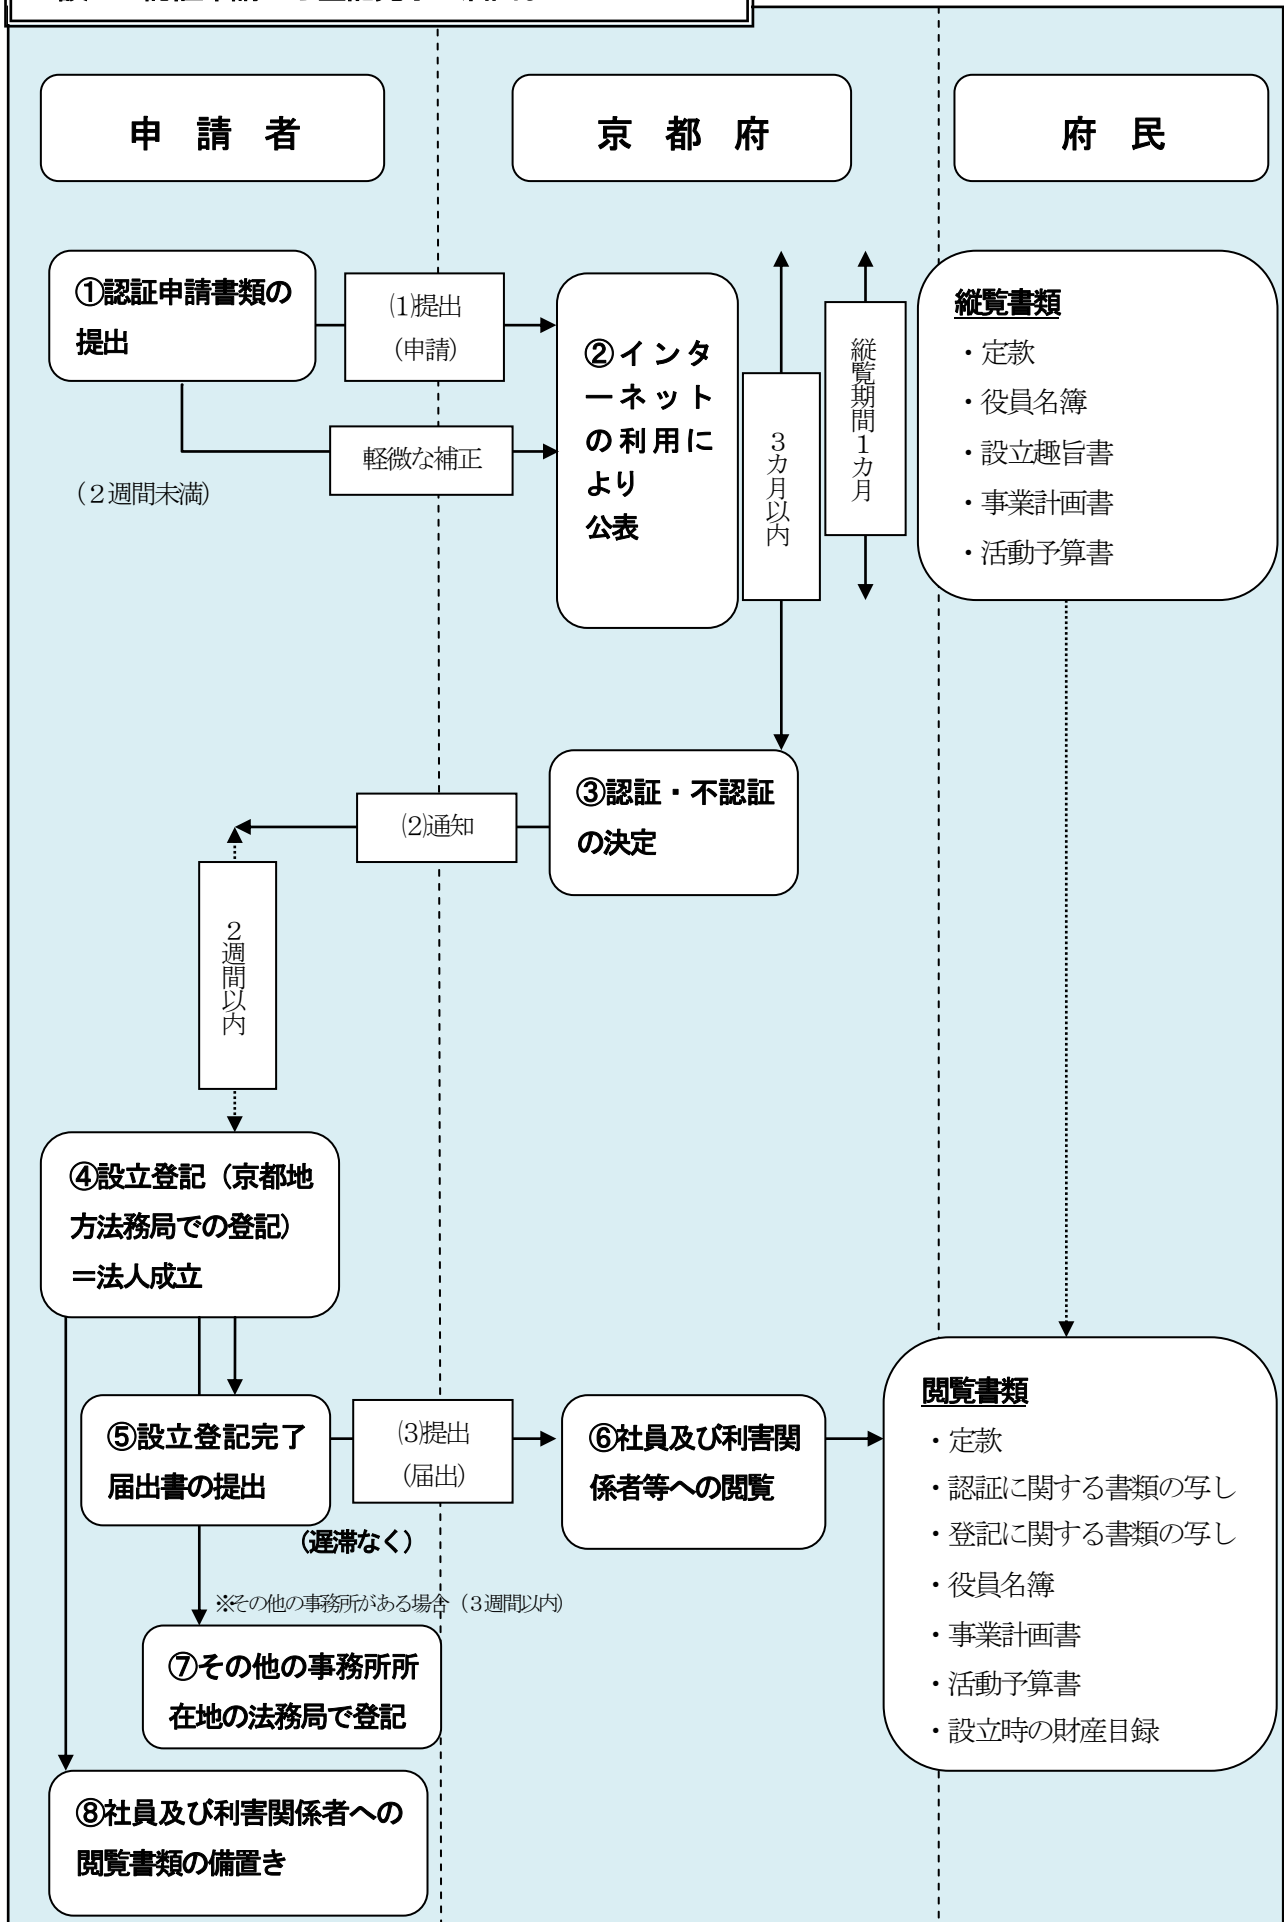 申 請 者
京 都 府
府 民
①認証申請書類の
提出
(1)提出
(申請)
軽微な補正
（２週間未満）
②インタ
ーネット
の利用に
より
公表
３カ月以内
縦覧期間１カ月
縦覧書類
・定款
・役員名簿
・設立趣旨書
・事業計画書
・活動予算書
③認証・不認証
の決定
(2)通知
２週間以内
④設立登記（京都地
方法務局での登記）
＝法人成立
⑤設立登記完了
届出書の提出
(3)提出
(届出)
（遅滞なく）
⑥社員及び利害関
係者等への閲覧
閲覧書類
・定款
・認証に関する書類の写し
・登記に関する書類の写し
・役員名簿
・事業計画書
・活動予算書
・設立時の財産目録
※その他の事務所がある場合（３週間以内）
⑦その他の事務所所
在地の法務局で登記
⑧社員及び利害関係者への
閲覧書類の備置き